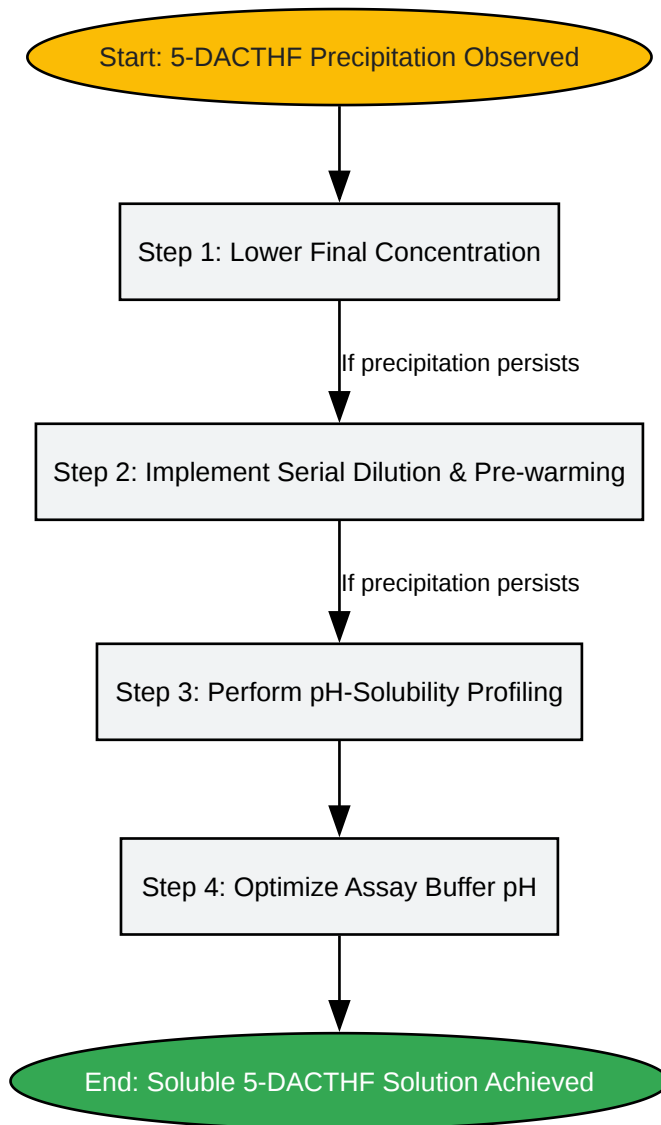 Start: 5-DACTHF Precipitation Observed
Step 1: Lower Final Concentration
If precipitation persists
Step 2: Implement Serial Dilution & Pre-warming
If precipitation persists
Step 3: Perform pH-Solubility Profiling
Step 4: Optimize Assay Buffer pH
End: Soluble 5-DACTHF Solution Achieved